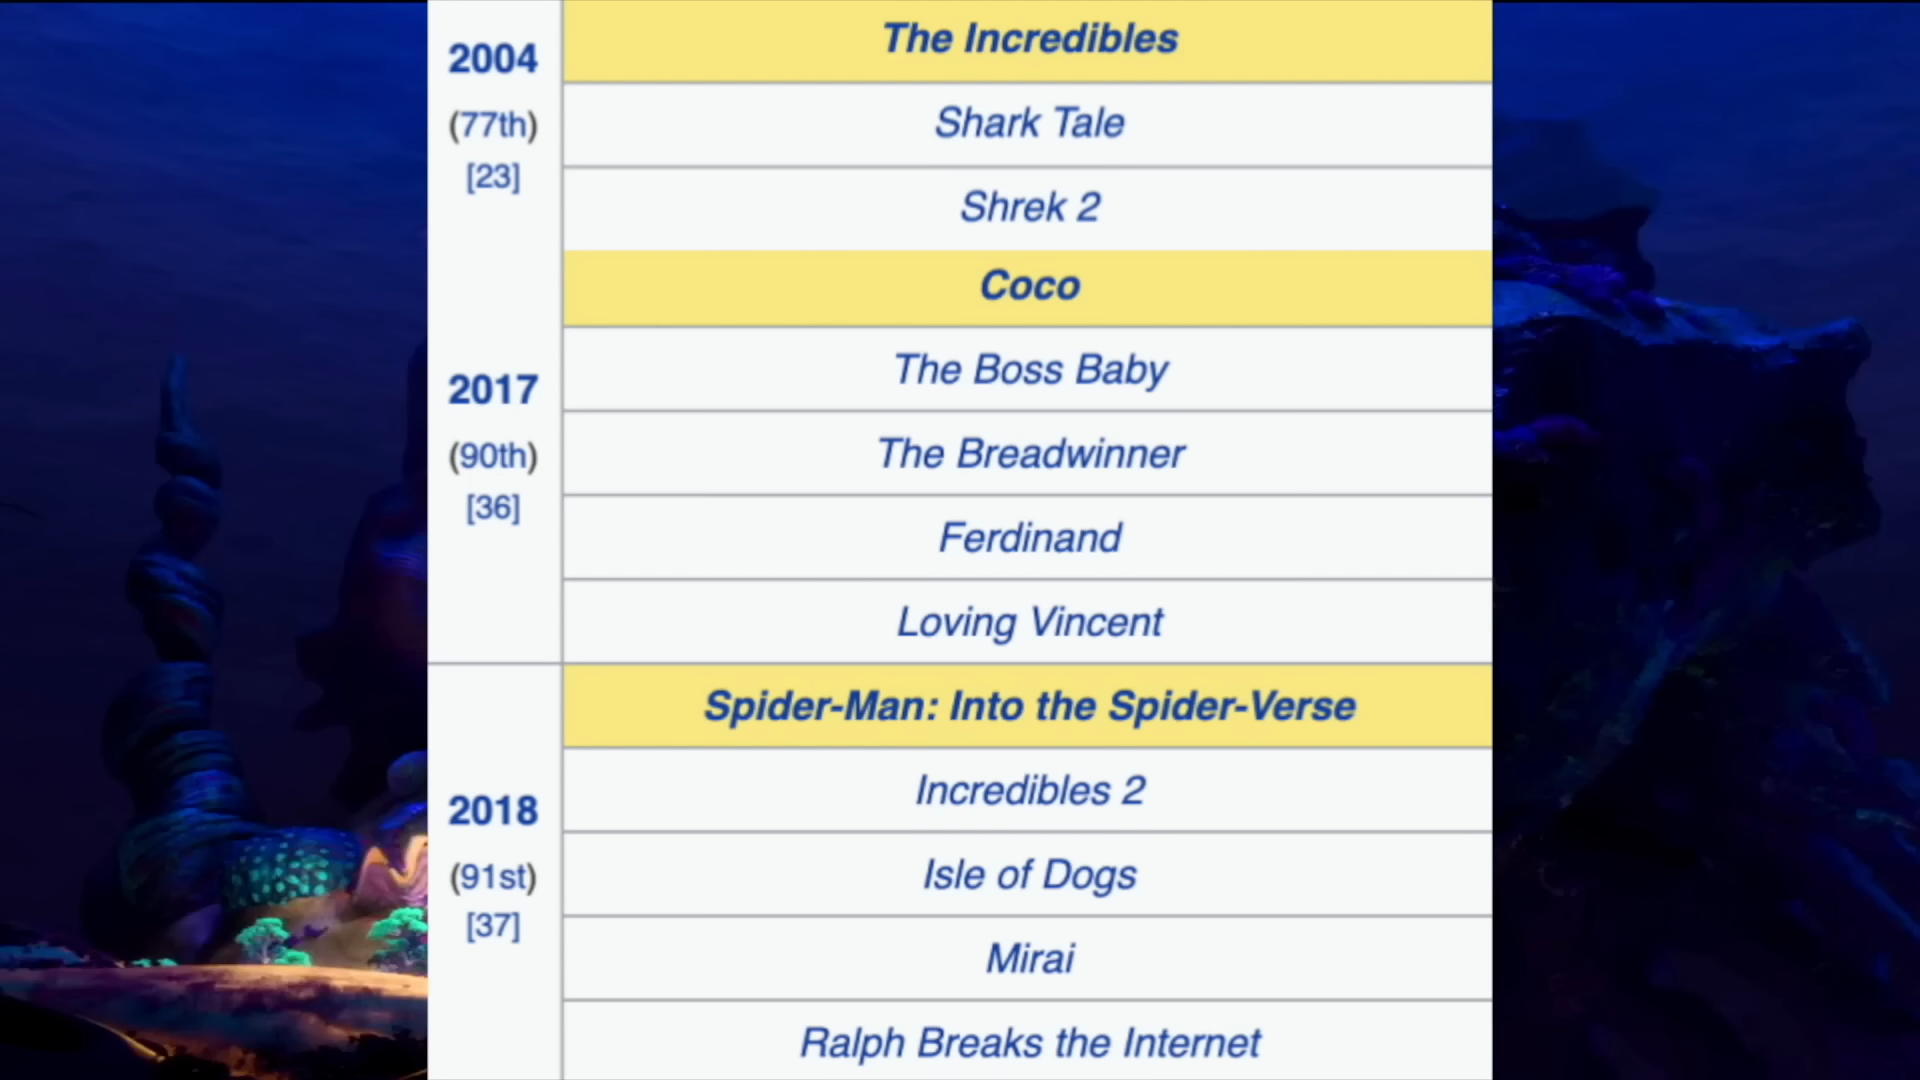 2004
(77th)
[23]
The Incredibles
Shark Tale
Shrek 2
2017
(90th)
[36]
Coco
The Boss Baby
The Breadwinner
Ferdinand
Loving Vincent
2018
(91st)
[37]
Spider-Man: Into the Spider-Verse
Incredibles 2
Isle of Dogs
Mirai
Ralph Breaks the Internet